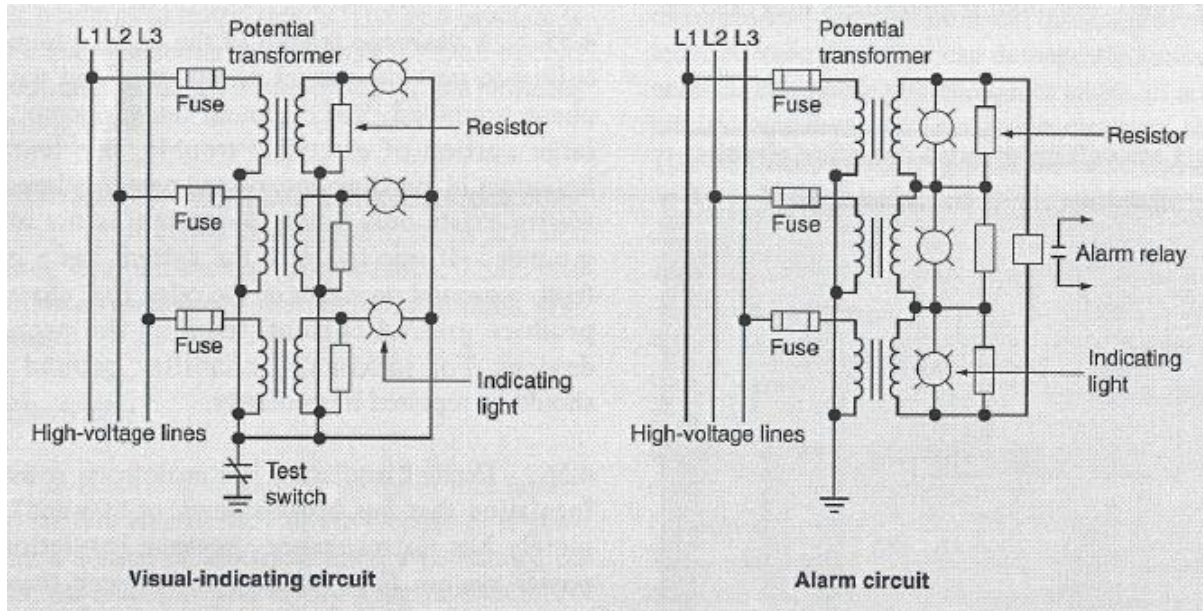 L1 L2 L3
Potential
transformer
Fuse
Resistor
Fuse
Fuse
Indicating
light
High-voltage lines
Test
switch
Visual-indicating circuit
L1 L2 L3
Potential
transformer
Fuse
Resistor
Fuse
Alarm relay
Fuse
Indicating
light
High-voltage lines
Alarm circuit